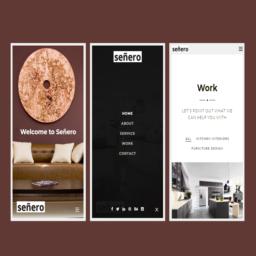 Welcome to Señero
señero
señero
HOME
ABOUT
SERVICE
WORK
CONTACT
señero
Work
LET'S POINT OUT WHAT WE
CAN HELP YOU WITH
ALL KITCHEN INTERIORS
FURNITURE DESIGN